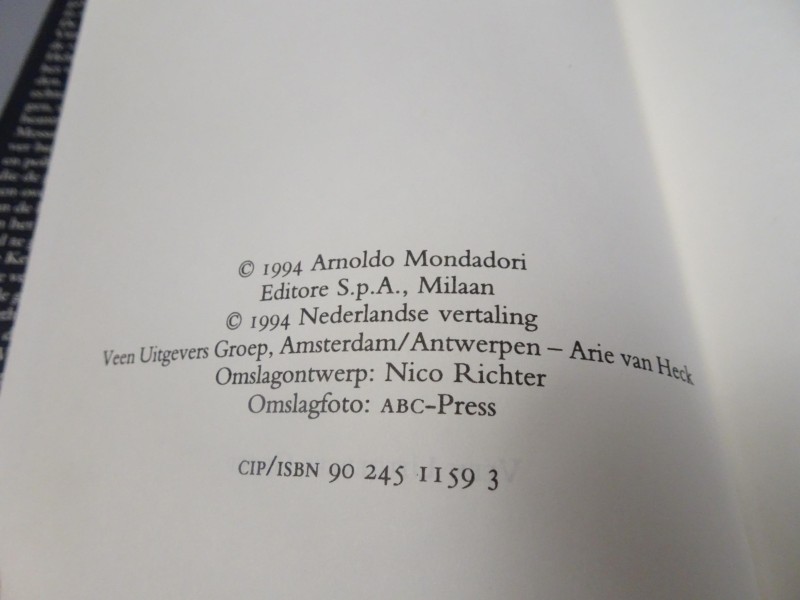 © 1994 Arnoldo Mondadori
Editore S.p.A., Milaan
© 1994 Nederlandse vertaling
Veen Uitgevers Groep, Amsterdam/Antwerpen – Arie van Heck
Omslagontwerp: Nico Richter
Omslagfoto: ABC-Press
CIP/ISBN 90 245 1159 3